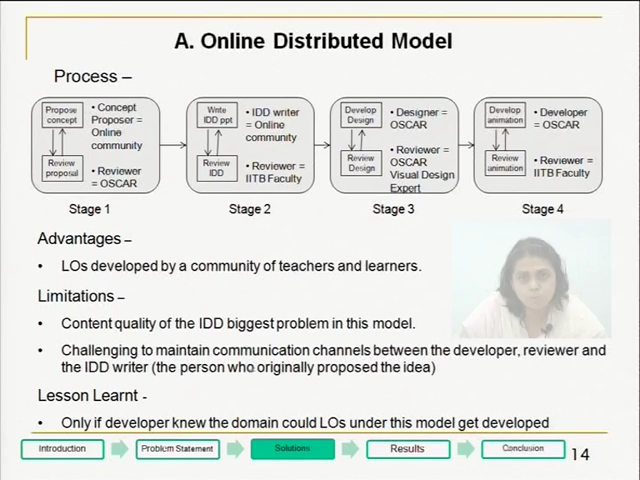 A. Online Distributed Model
Process –
Propose
concept
Review
proposal
• Concept
Proposer =
Online
community
• Reviewer
= OSCAR
Write
IDD ppt
Review
IDD
• IDD writer
= Online
community
• Reviewer =
IITB Faculty
Develop
Design
Review
Design
• Designer =
OSCAR
• Reviewer =
OSCAR
Visual Design
Expert
Develop
animation
Review
animation
• Developer
= OSCAR
• Reviewer =
IITB Faculty
Stage 1
Stage 2
Stage 3
Stage 4
Advantages –
• LOs developed by a community of teachers and learners.
Limitations –
• Content quality of the IDD biggest problem in this model.
• Challenging to maintain communication channels between the developer, reviewer and
the IDD writer (the person who originally proposed the idea)
Lesson Learnt -
• Only if developer knew the domain could LOs under this model get developed
Introduction
Problem Statement
Solutions
Results
Conclusion
14